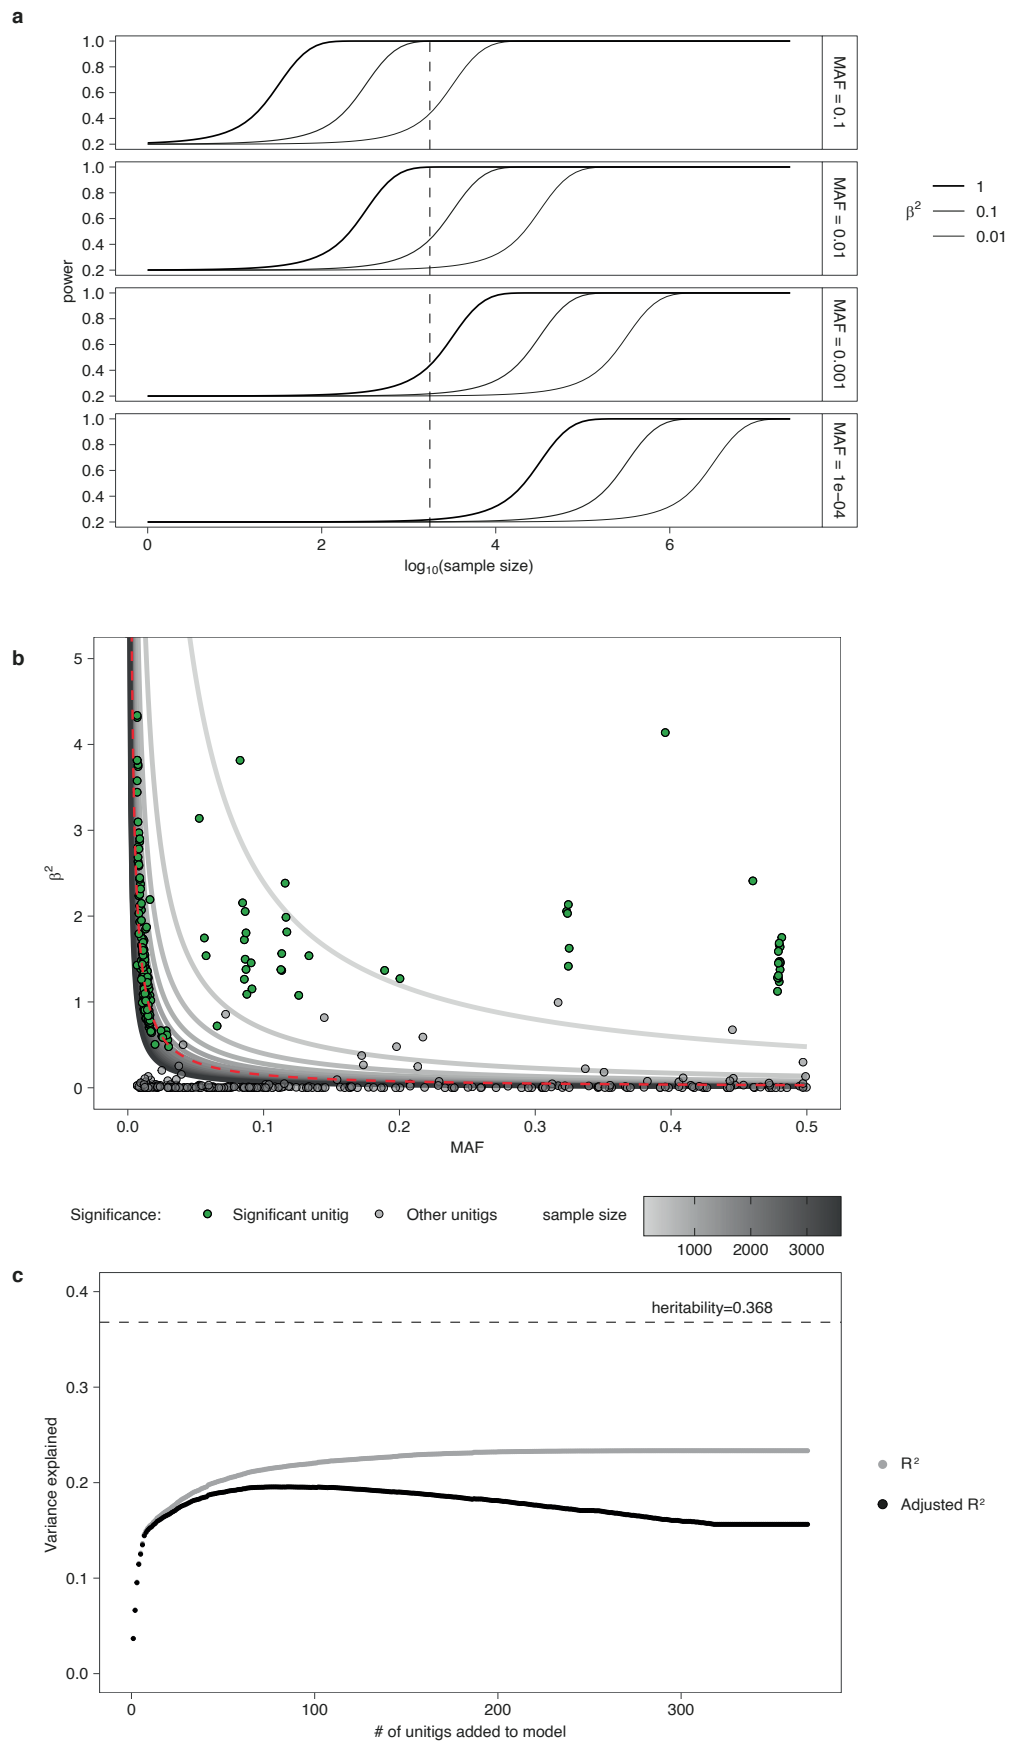 a
1.0
0.8
0.6
0.4
0.2
MAF = 0.1
1.0
0.8
0.6
0.4
0.2
MAF = 0.01
1.0
0.8
0.6
0.4
0.2
MAF = 0.001
1.0
0.8
0.6
0.4
0.2
MAF = 1e−04
power
0 2 4 6
log₁₀(sample size)
β²
1
0.1
0.01
b
5
4
3
2
1
0
β²
0.0 0.1 0.2 0.3 0.4 0.5
MAF
Significance: Significant unitig Other unitigs sample size
1000 2000 3000
c
0.4
0.3
0.2
0.1
0.0
Variance explained
heritability=0.368
0 100 200 300
# of unitigs added to model
R²
Adjusted R²